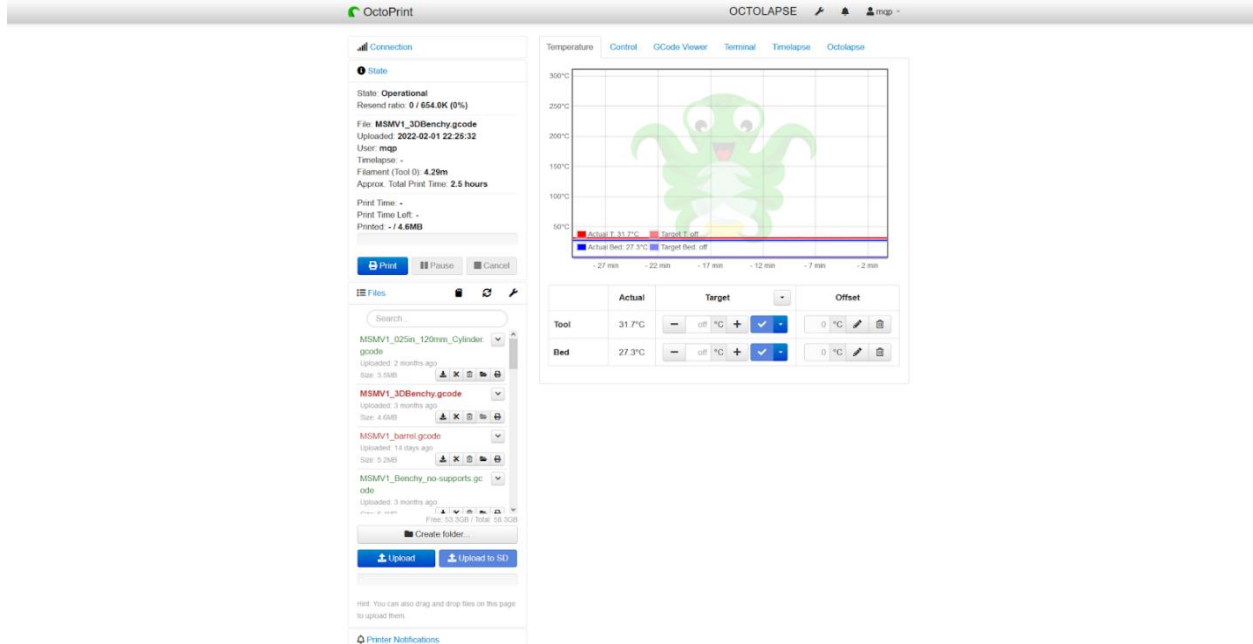 OctoPrint
OCTOLAPSE
mqp
Connection
State
State: Operational
Resend ratio: 0 / 654.0K (0%)
File: MSMV1_3DBenchy.gcode
Uploaded: 2022-02-01 22:25:32
User: mqp
Timelapse: -
Filament (Tool 0): 4.29m
Approx. Total Print Time: 2.5 hours
Print Time: -
Print Time Left: -
Printed: - / 4.6MB
Print Pause Cancel
Files
Search...
MSMV1_025in_120mm_Cylinder.
gcode
Uploaded: 2 months ago
Size: 3.5MB
MSMV1_3DBenchy.gcode
Uploaded: 3 months ago
Size: 4.6MB
MSMV1_barrel.gcode
Uploaded: 14 days ago
Size: 5.2MB
MSMV1_Benchy_no-supports.gc
ode
Uploaded: 3 months ago
Free: 53.3GB / Total: 58.3GB
Create folder...
Upload Upload to SD
Hint: You can also drag and drop files on this page
to upload them.
Printer Notifications
Temperature Control GCode Viewer Terminal Timelapse Octolapse
300°C
250°C
200°C
150°C
100°C
50°C
Actual T: 31.7°C Target T: off
Actual Bed: 27.3°C Target Bed: off
- 27 min - 22 min - 17 min - 12 min - 7 min - 2 min
Actual Target Offset
Tool 31.7°C off °C 0 °C
Bed 27.3°C off °C 0 °C